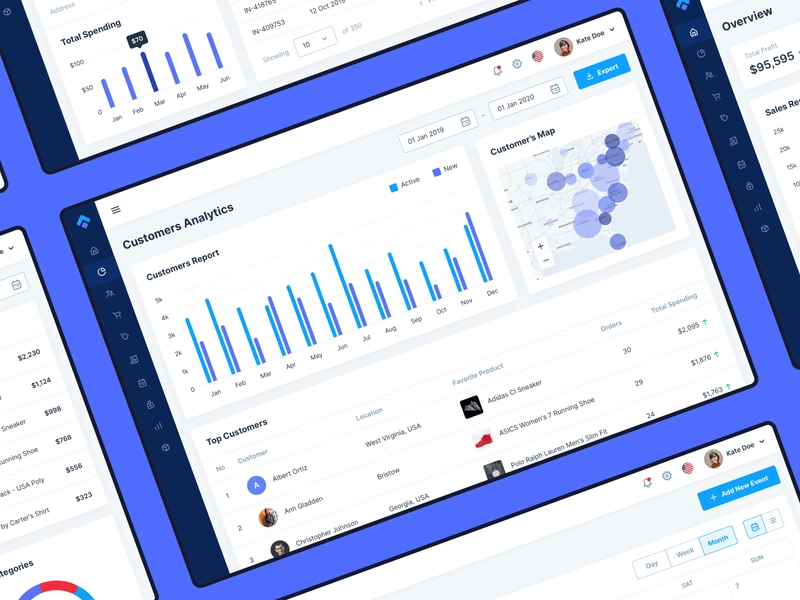 Address
Total Spending
$100
$50
0
$70
Jan
Feb
Mar
Apr
May
Jun
IN-418765
IN-409753
12 Oct 2019
Showing
10
of 350
Kate Doe
01 Jan 2019
-
01 Jan 2020
Export
Customers Analytics
Customers Report
Active
New
5k
4k
3k
2k
1k
0
Jan
Feb
Mar
Apr
May
Jun
Jul
Aug
Sep
Oct
Nov
Dec
Customer's Map
+
−
Top Customers
No
Customer
Location
Favorite Product
Orders
Total Spending
1
A
Albert Ortiz
West Virginia, USA
Adidas CI Sneaker
30
$2,095
2
Ann Gladden
Bristow
ASICS Women's 7 Running Shoe
29
$1,876
3
Christopher Johnson
Georgia, USA
Polo Ralph Lauren Men's Slim Fit
24
$1,763
Overview
Total Profit
$95,595
25k
20k
15k
$2,230
$1,124
Sneaker
$998
Running Shoe
$768
ack - USA Poly
$556
by Carter's Shirt
$323
Kate Doe
Add New Event
Day
Week
Month
SAT
SUN
7